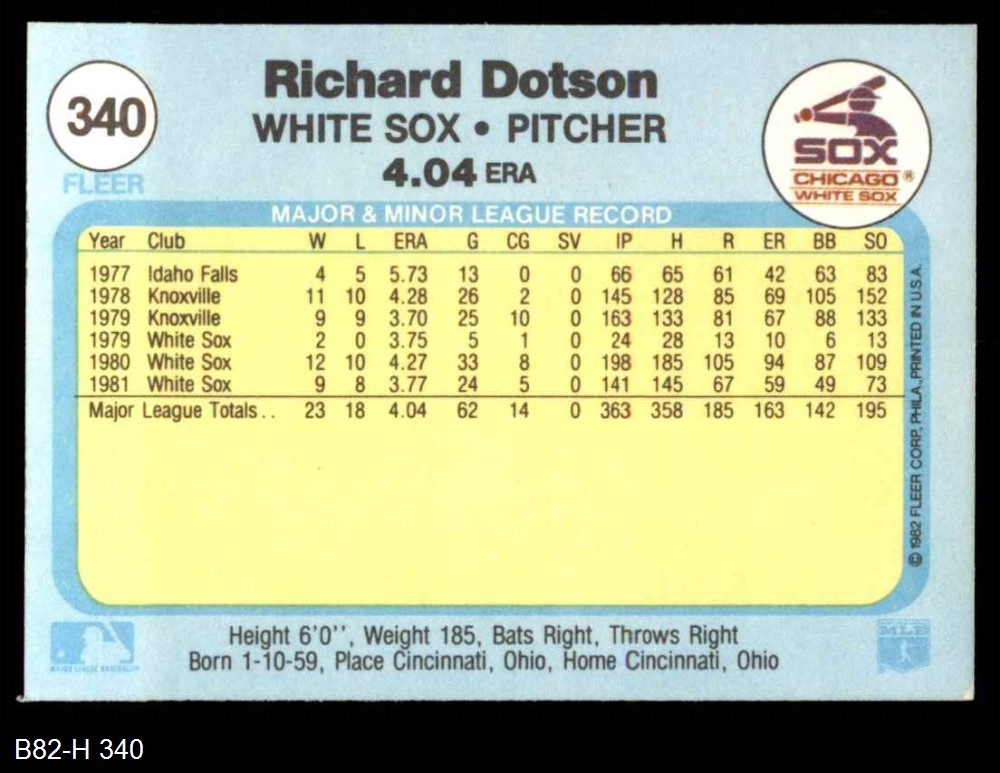 340
Richard Dotson
WHITE SOX • PITCHER
4.04 ERA
FLEER
SOX
CHICAGO ®
WHITE SOX
MAJOR & MINOR LEAGUE RECORD
Year Club W L ERA G CG SV IP H R ER BB SO
1977 Idaho Falls 4 5 5.73 13 0 0 66 65 61 42 63 83
1978 Knoxville 11 10 4.28 26 2 0 145 128 85 69 105 152
1979 Knoxville 9 9 3.70 25 10 0 163 133 81 67 88 133
1979 White Sox 2 0 3.75 5 1 0 24 28 13 10 6 13
1980 White Sox 12 10 4.27 33 8 0 198 185 105 94 87 109
1981 White Sox 9 8 3.77 24 5 0 141 145 67 59 49 73
Major League Totals . . 23 18 4.04 62 14 0 363 358 185 163 142 195
© 1982 FLEER CORP., PHILA., PRINTED IN U.S.A.
Height 6'0'', Weight 185, Bats Right, Throws Right
Born 1-10-59, Place Cincinnati, Ohio, Home Cincinnati, Ohio
MAJOR LEAGUE BASEBALL
MLB
B82-H 340